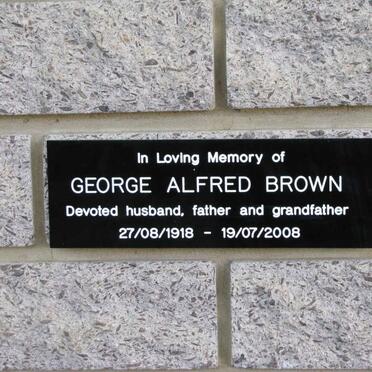 In Loving Memory of
GEORGE ALFRED BROWN
Devoted husband, father and grandfather
27/08/1918 - 19/07/2008